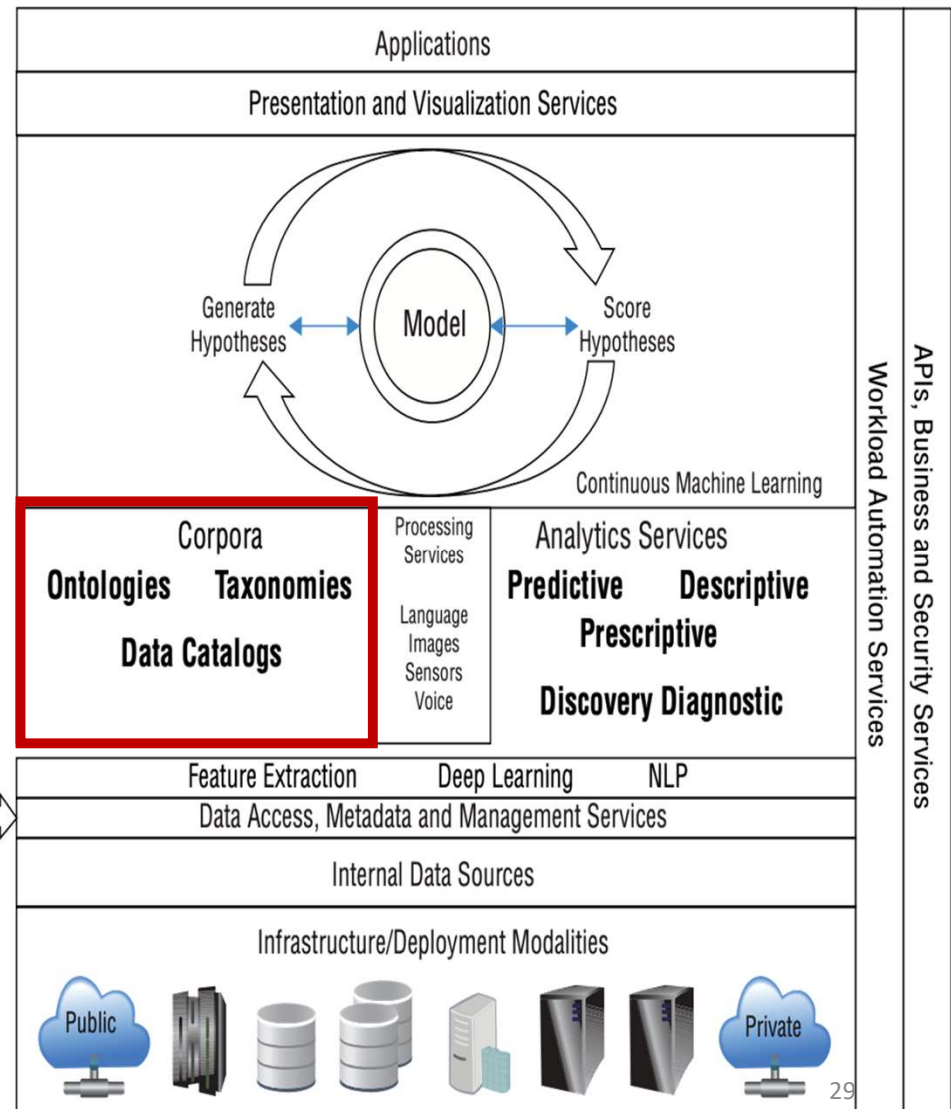 Applications
Presentation and Visualization Services
Generate
Hypotheses
Model
Score
Hypotheses
Continuous Machine Learning
Corpora
Ontologies Taxonomies
Data Catalogs
Processing
Services
Language
Images
Sensors
Voice
Analytics Services
Predictive Descriptive
Prescriptive
Discovery Diagnostic
Feature Extraction Deep Learning NLP
Data Access, Metadata and Management Services
Internal Data Sources
Infrastructure/Deployment Modalities
Public
Private
Workload Automation Services
APIs, Business and Security Services
29